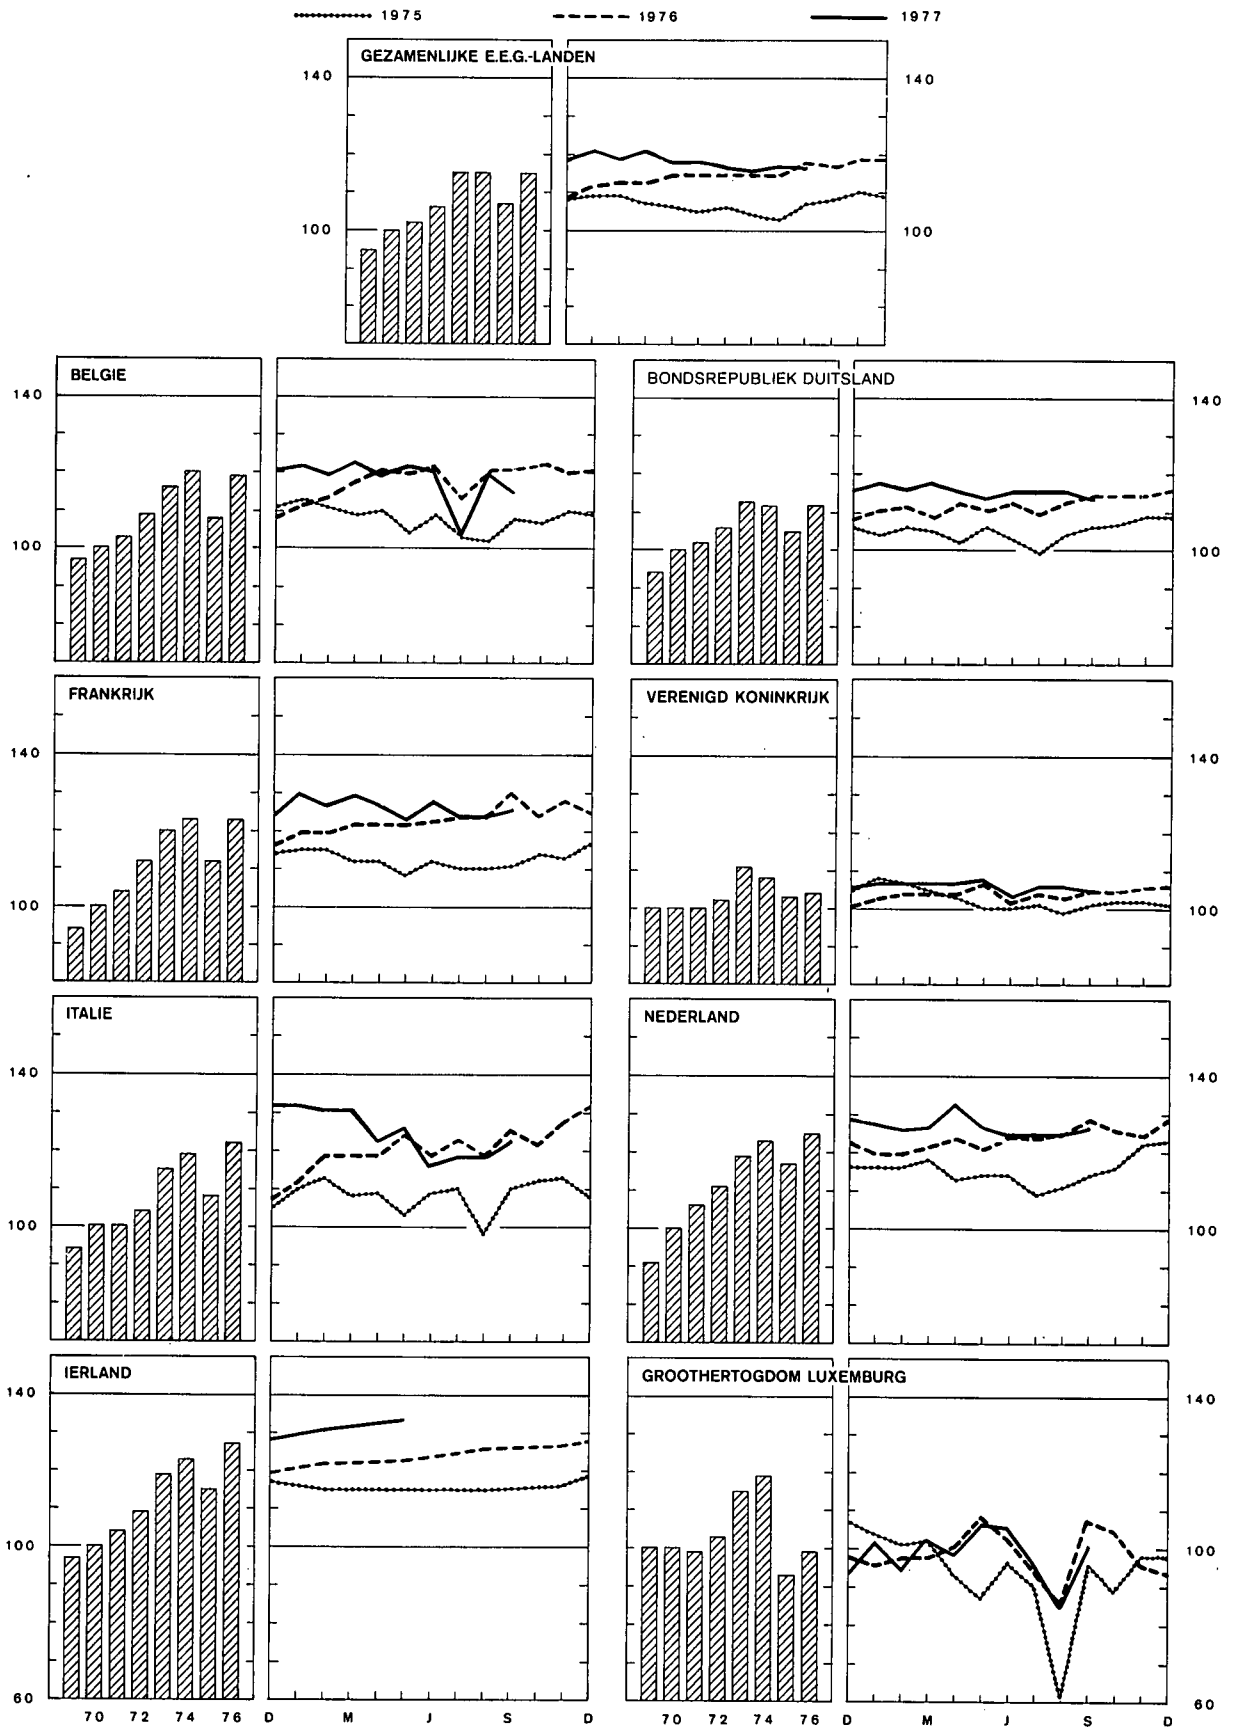 1975 1976 1977
GEZAMENLIJKE E.E.G.-LANDEN
140 140
100 100
BELGIE BONDSREPUBLIEK DUITSLAND
140 140
100 100
FRANKRIJK VERENIGD KONINKRIJK
140 140
100 100
ITALIE NEDERLAND
140 140
100 100
IERLAND GROOTHERTOGDOM LUXEMBURG
140 140
100 100
60 60
70 72 74 76 D M J S D 70 72 74 76 D M J S D